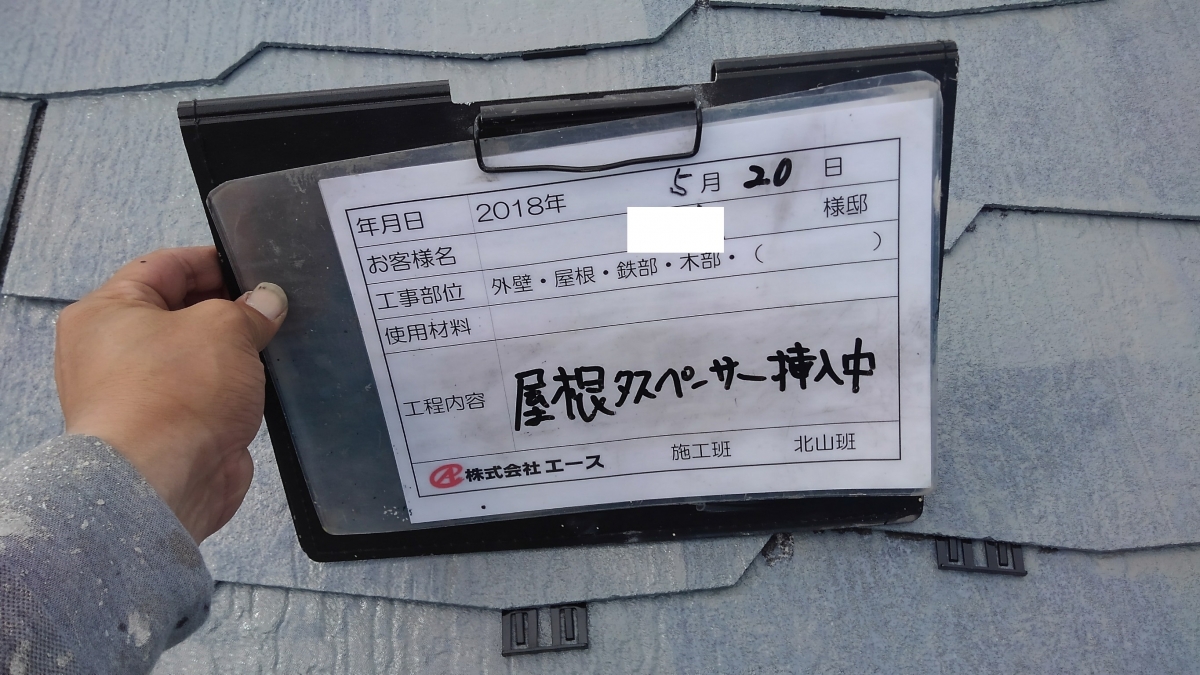 年月日 2018年 5月 20 日
お客様名 様邸
工事部位 外壁・屋根・鉄部・木部・( )
使用材料
工程内容 屋根タスペーサー挿入中
株式会社エース 施工班 北山班